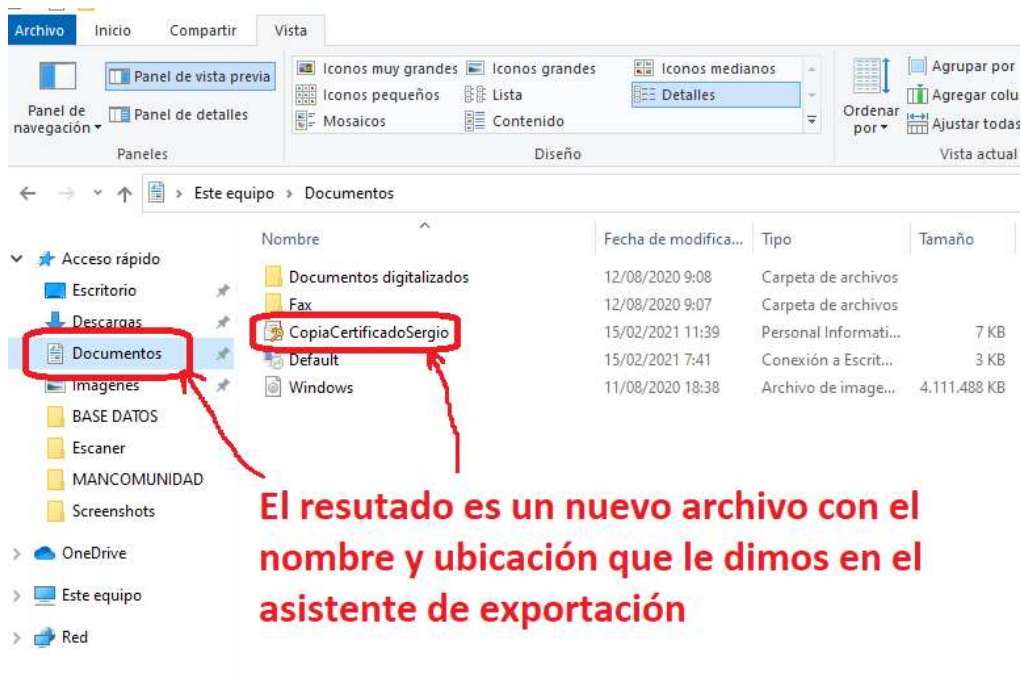 Archivo Inicio Compartir Vista
Panel de navegación
Panel de vista previa
Panel de detalles
Paneles
Iconos muy grandes Iconos grandes Iconos medianos
Iconos pequeños Lista Detalles
Mosaicos Contenido
Diseño
Ordenar por
Agrupar por
Agregar colu
Ajustar todas
Vista actual
Este equipo > Documentos
Nombre Fecha de modifica... Tipo Tamaño
Acceso rápido
Escritorio
Descargas
Documentos
Imágenes
BASE DATOS
Escaner
MANCOMUNIDAD
Screenshots
OneDrive
Este equipo
Red
Documentos digitalizados 12/08/2020 9:08 Carpeta de archivos
Fax 12/08/2020 9:07 Carpeta de archivos
CopiaCertificadoSergio 15/02/2021 11:39 Personal Informati... 7 KB
Default 15/02/2021 7:41 Conexión a Escrit... 3 KB
Windows 11/08/2020 18:38 Archivo de image... 4.111.488 KB
El resutado es un nuevo archivo con el
nombre y ubicación que le dimos en el
asistente de exportación